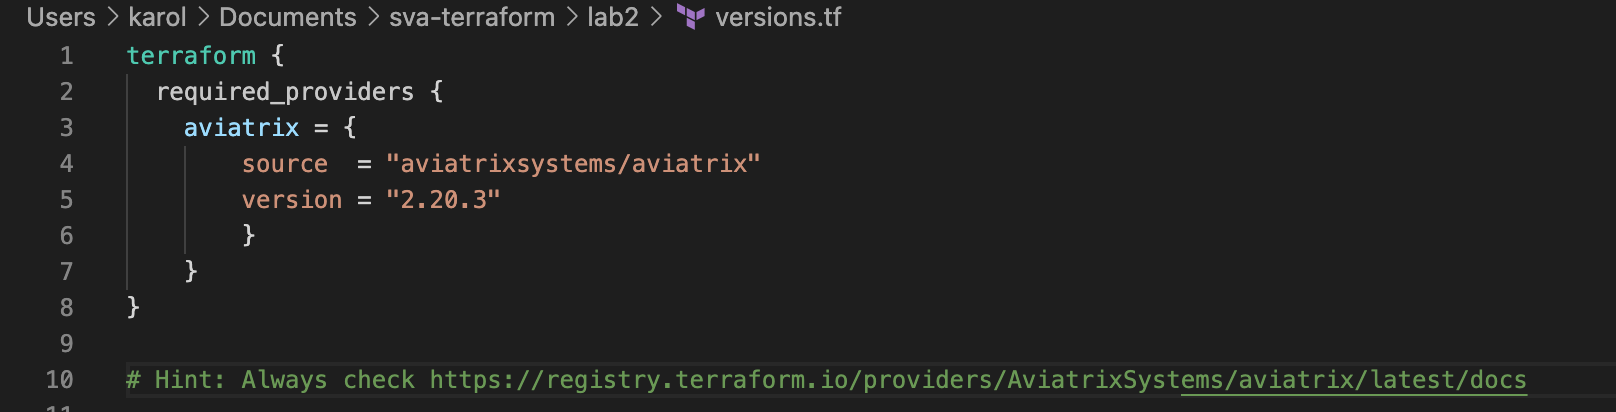 Users > karol > Documents > sva-terraform > lab2 > versions.tf
1 terraform {
2 required_providers {
3 aviatrix = {
4 source = "aviatrixsystems/aviatrix"
5 version = "2.20.3"
6 }
7 }
8 }
9
10 # Hint: Always check https://registry.terraform.io/providers/AviatrixSystems/aviatrix/latest/docs
11